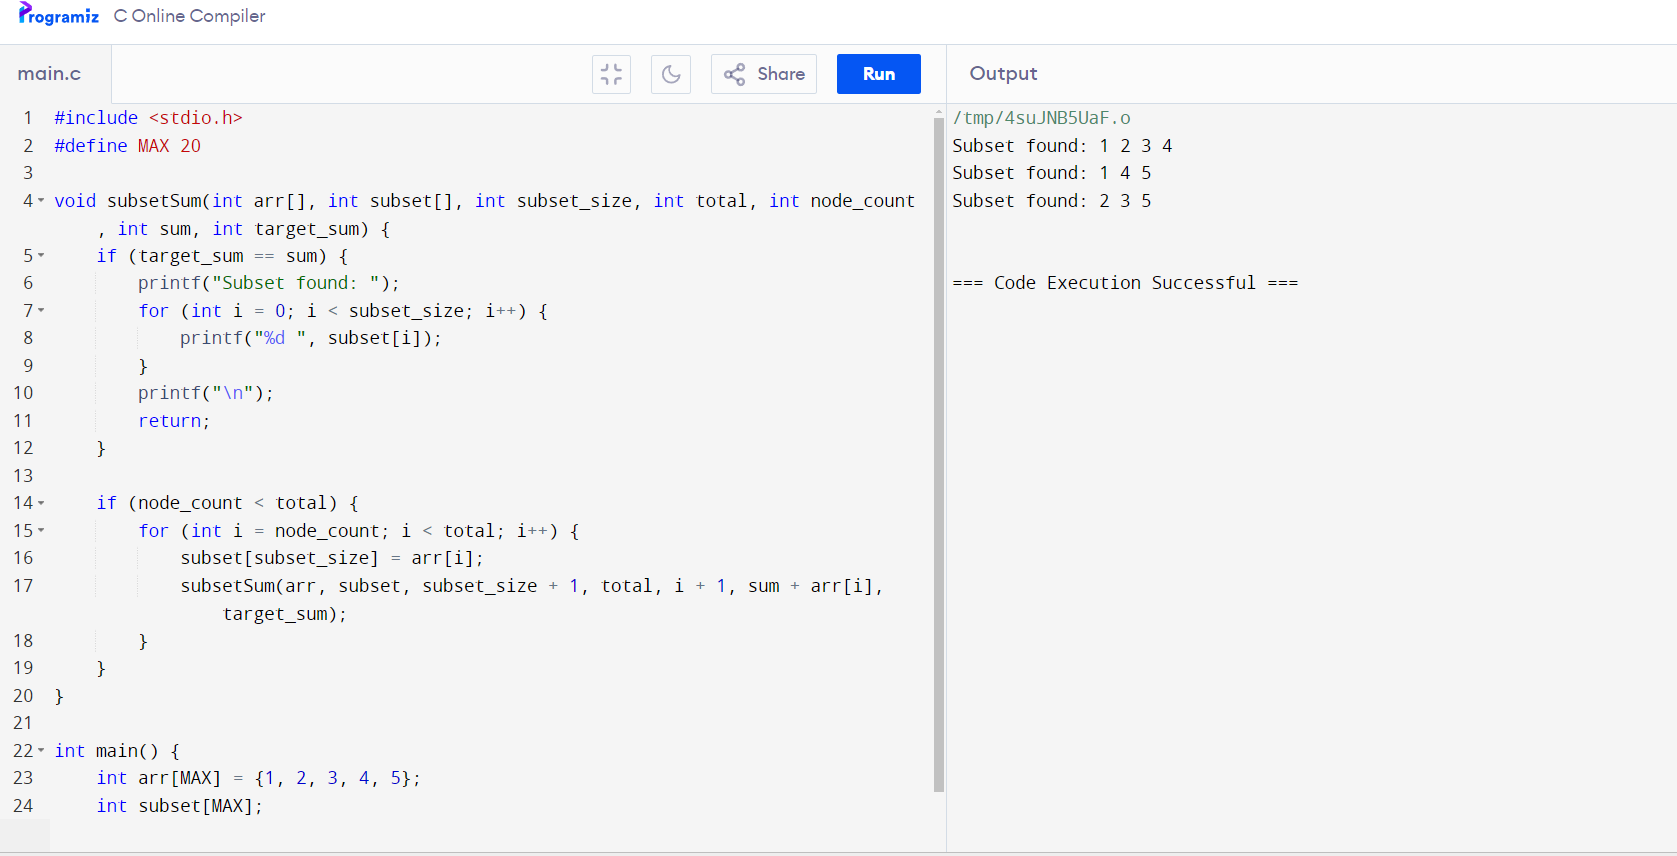 Programiz C Online Compiler
main.c
Share
Run
Output
1 #include <stdio.h>
2 #define MAX 20
3
4 void subsetSum(int arr[], int subset[], int subset_size, int total, int node_count
, int sum, int target_sum) {
5 if (target_sum == sum) {
6 printf("Subset found: ");
7 for (int i = 0; i < subset_size; i++) {
8 printf("%d ", subset[i]);
9 }
10 printf("\n");
11 return;
12 }
13
14 if (node_count < total) {
15 for (int i = node_count; i < total; i++) {
16 subset[subset_size] = arr[i];
17 subsetSum(arr, subset, subset_size + 1, total, i + 1, sum + arr[i],
target_sum);
18 }
19 }
20 }
21
22 int main() {
23 int arr[MAX] = {1, 2, 3, 4, 5};
24 int subset[MAX];
/tmp/4suJNB5UaF.o
Subset found: 1 2 3 4
Subset found: 1 4 5
Subset found: 2 3 5
=== Code Execution Successful ===